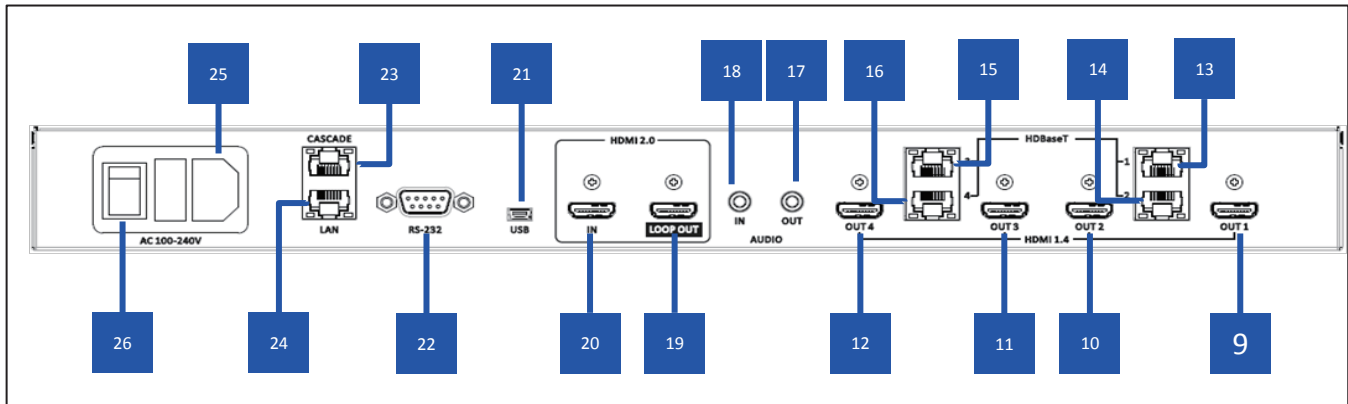 25
23
21
18
17
16
15
14
13
CASCADE
HDMI 2.0
HDBaseT
3
1
4
2
LAN
RS-232
USB
IN
LOOP OUT
IN
OUT
OUT 4
OUT 3
OUT 2
OUT 1
AC 100-240V
AUDIO
HDMI 1.4
26
24
22
20
19
12
11
10
9